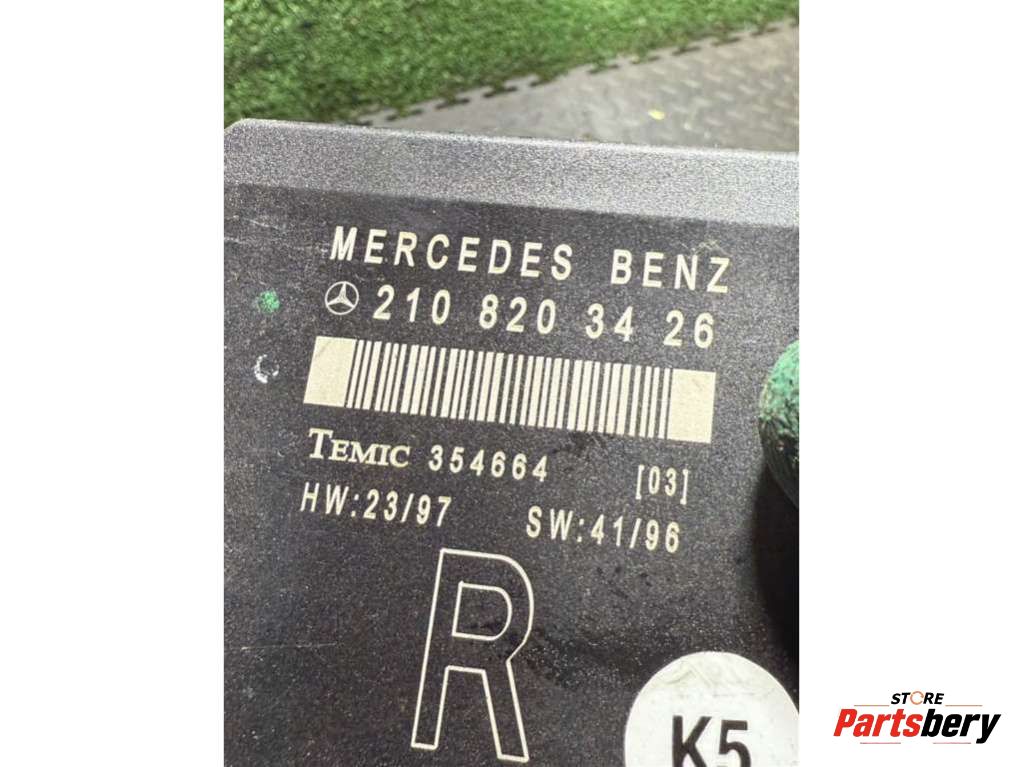 MERCEDES BENZ
210 820 34 26
TEMIC 354664 [03]
HW:23/97 SW:41/96
R
K5
STORE
Partsbery